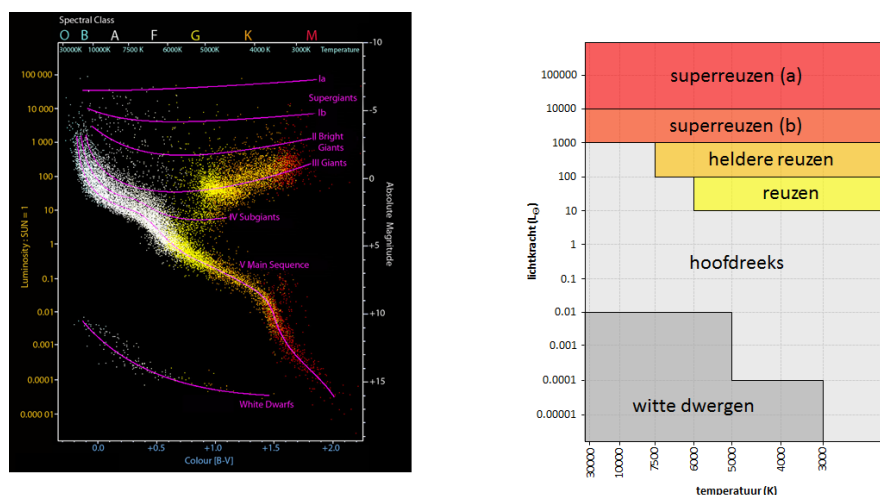 Spectral Class
O B A F G K M
30000K 10000 K 7500 K 6000 K 5000K 4000 K 3000K Temperature
-10
-5
0
+5
+10
+15
Absolute Magnitude
100 000
10 000
1 000
100
10
1
0.1
0.01
0.001
0.0001
0.000 01
Luminosity : SUN = 1
Ia
Supergiants
Ib
II Bright
Giants
III Giants
IV Subgiants
V Main Sequence
White Dwarfs
0.0 +0.5 +1.0 +1.5 +2.0
Colour [B-V]
lichtkracht (L⊙)
100000
10000
1000
100
10
1
0.1
0.01
0.001
0.0001
0.00001
superreuzen (a)
superreuzen (b)
heldere reuzen
reuzen
hoofdreeks
witte dwergen
30000 10000 7500 6000 5000 3000
temperatuur (K)